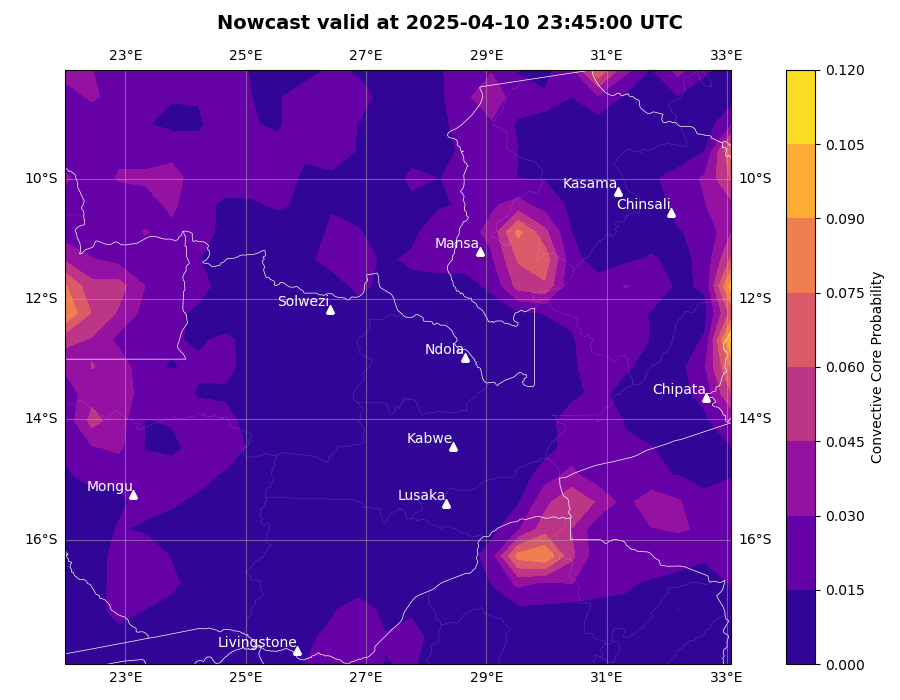 Nowcast valid at 2025-04-10 23:45:00 UTC
23°E 25°E 27°E 29°E 31°E 33°E
0.120
0.105
10°S Kasama 10°S
Chinsali
0.090
Mansa
0.075
12°S Solwezi 12°S
Ndola
0.060
Chipata
14°S 14°S
0.045
Kabwe
Mongu Lusaka
0.030
16°S 16°S
0.015
Livingstone
0.000
23°E 25°E 27°E 29°E 31°E 33°E
Convective Core Probability